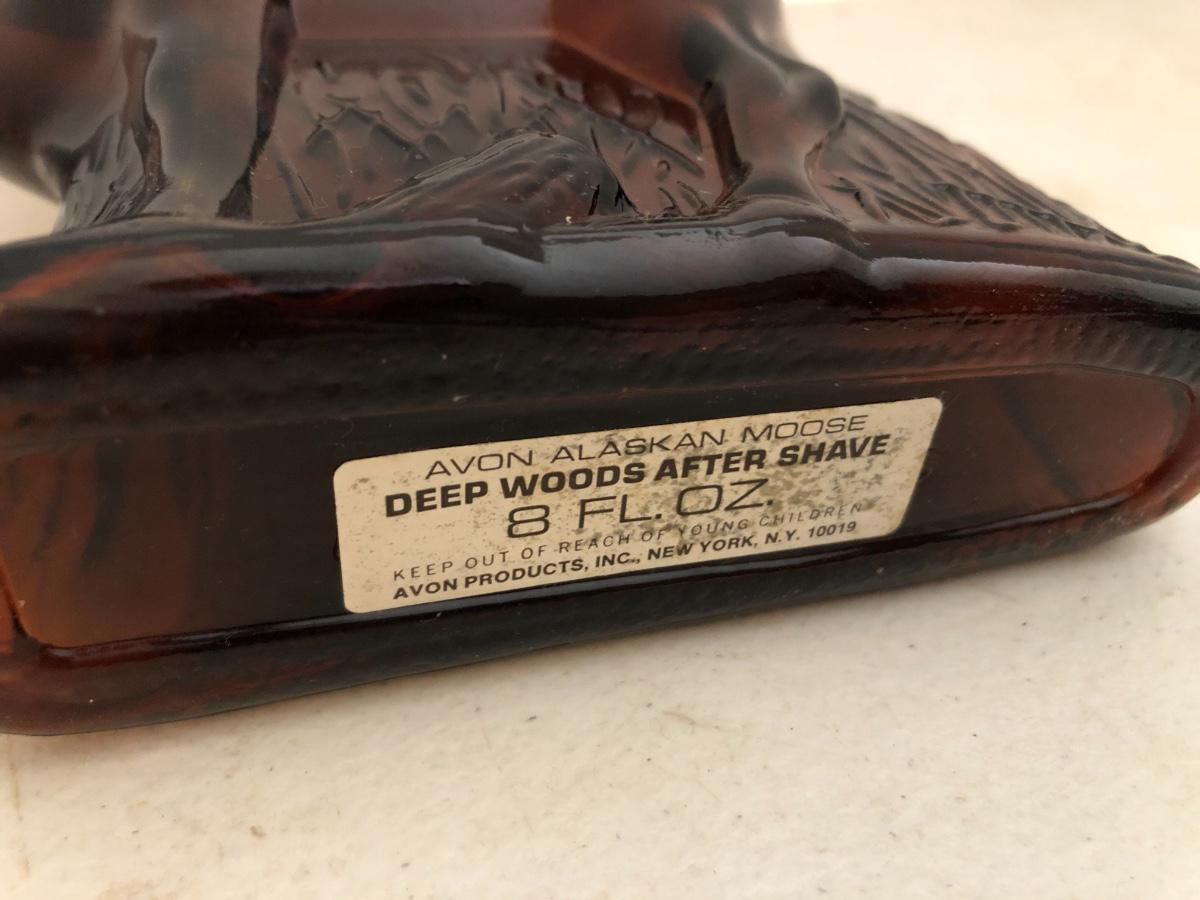 AVON ALASKAN MOOSE
DEEP WOODS AFTER SHAVE
8 FL. OZ.
KEEP OUT OF REACH OF YOUNG CHILDREN
AVON PRODUCTS, INC., NEW YORK, N.Y. 10019